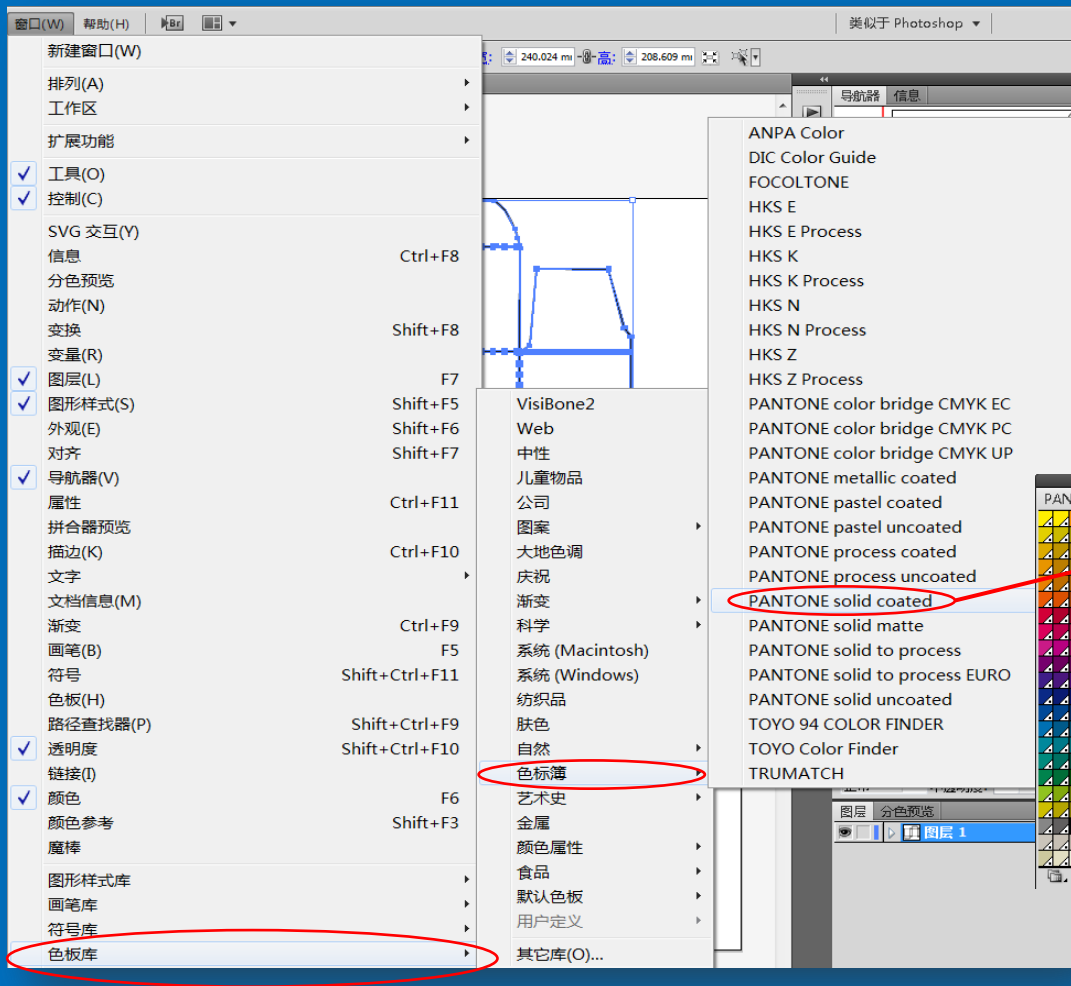 窗口(W) 帮助(H) Br 类似于 Photoshop
新建窗口(W)
排列(A)
工作区
扩展功能
工具(O)
控制(C)
SVG 交互(Y)
信息 Ctrl+F8
分色预览
动作(N)
变换 Shift+F8
变量(R)
图层(L) F7
图形样式(S) Shift+F5
外观(E) Shift+F6
对齐 Shift+F7
导航器(V)
属性 Ctrl+F11
拼合器预览
描边(K) Ctrl+F10
文字
文档信息(M)
渐变 Ctrl+F9
画笔(B) F5
符号 Shift+Ctrl+F11
色板(H)
路径查找器(P) Shift+Ctrl+F9
透明度 Shift+Ctrl+F10
链接(I)
颜色 F6
颜色参考 Shift+F3
魔棒
图形样式库
画笔库
符号库
色板库
240.024 高: 208.609
导航器 信息
VisiBone2
Web
中性
儿童物品
公司
图案
大地色调
庆祝
渐变
科学
系统 (Macintosh)
系统 (Windows)
纺织品
肤色
自然
色标簿
艺术史
金属
颜色属性
食品
默认色板
用户定义
其它库(O)...
ANPA Color
DIC Color Guide
FOCOLTONE
HKS E
HKS E Process
HKS K
HKS K Process
HKS N
HKS N Process
HKS Z
HKS Z Process
PANTONE color bridge CMYK EC
PANTONE color bridge CMYK PC
PANTONE color bridge CMYK UP
PANTONE metallic coated
PANTONE pastel coated
PANTONE pastel uncoated
PANTONE process coated
PANTONE process uncoated
PANTONE solid coated
PANTONE solid matte
PANTONE solid to process
PANTONE solid to process EURO
PANTONE solid uncoated
TOYO 94 COLOR FINDER
TOYO Color Finder
TRUMATCH
PAN
图层 分色预览
图层 1